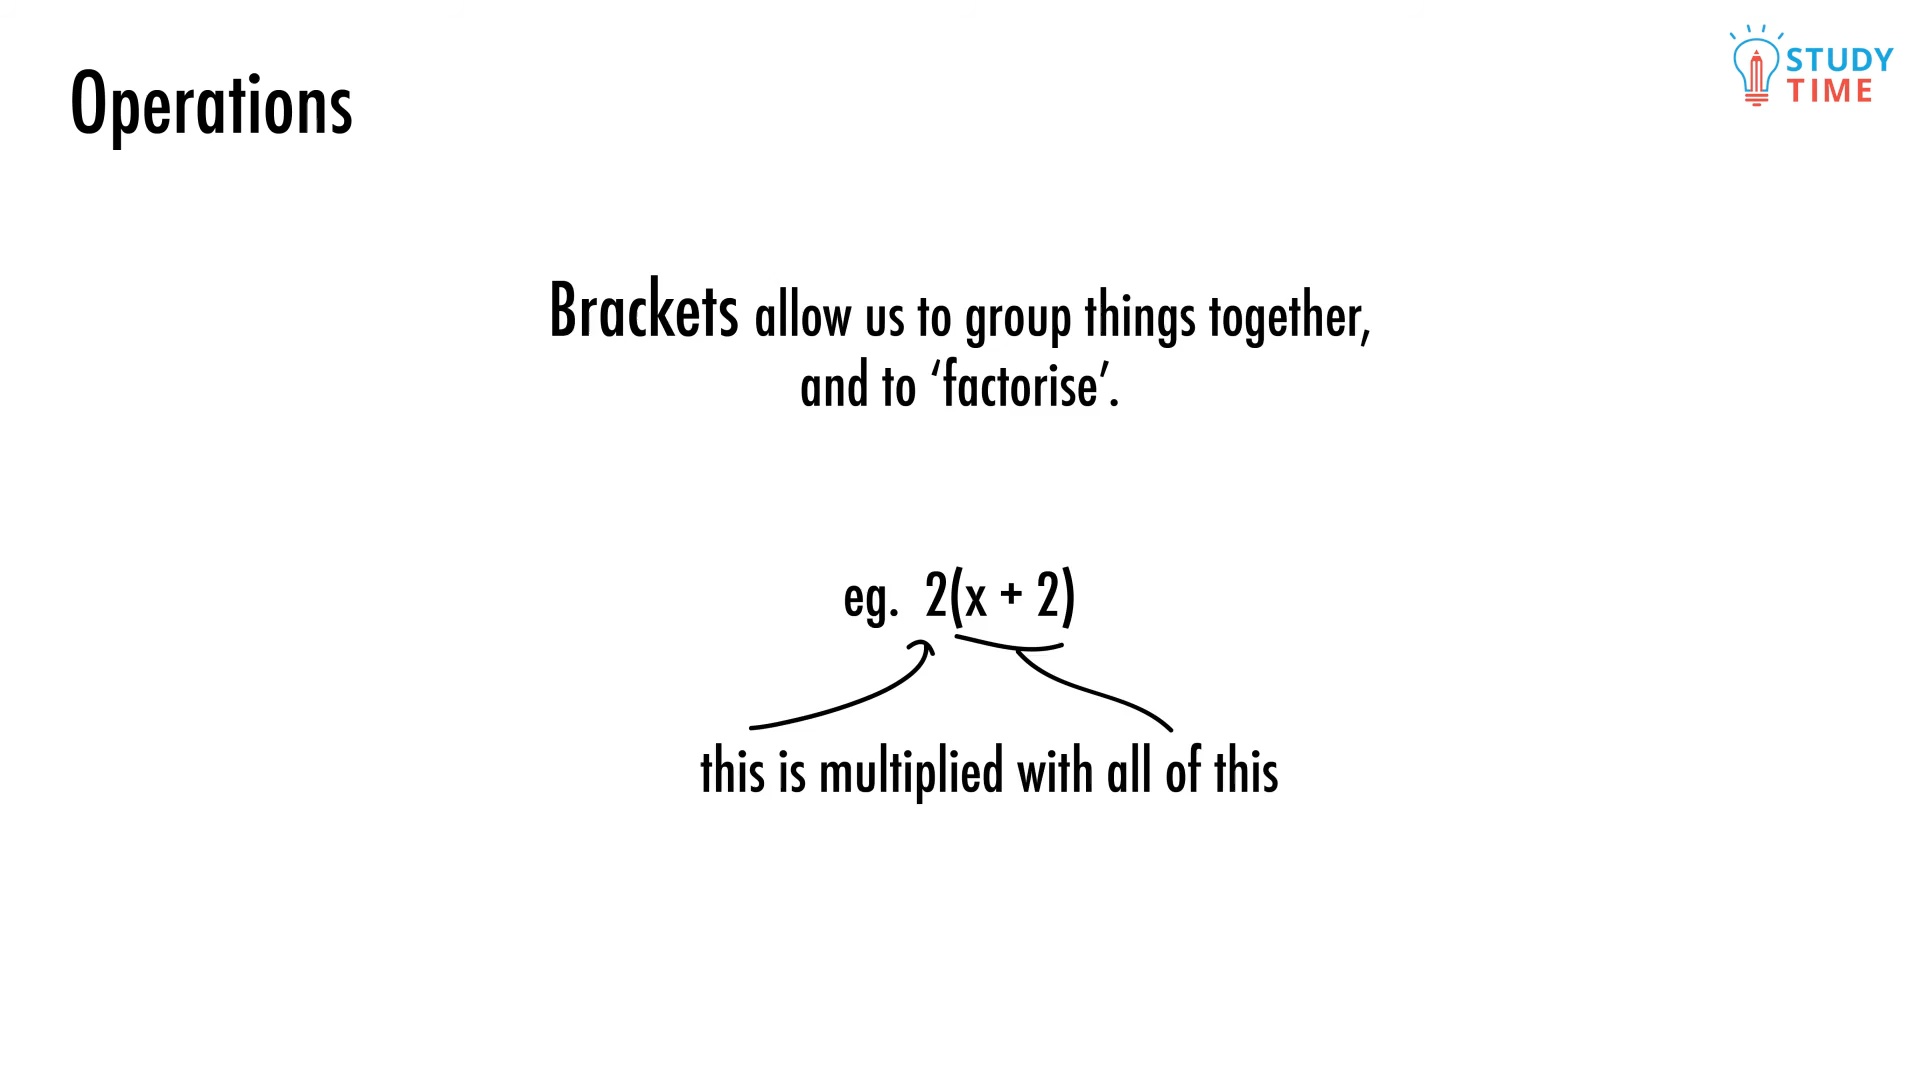 Operations
STUDY
TIME
Brackets allow us to group things together,
and to ‘factorise’.
eg. 2(x + 2)
this is multiplied with all of this